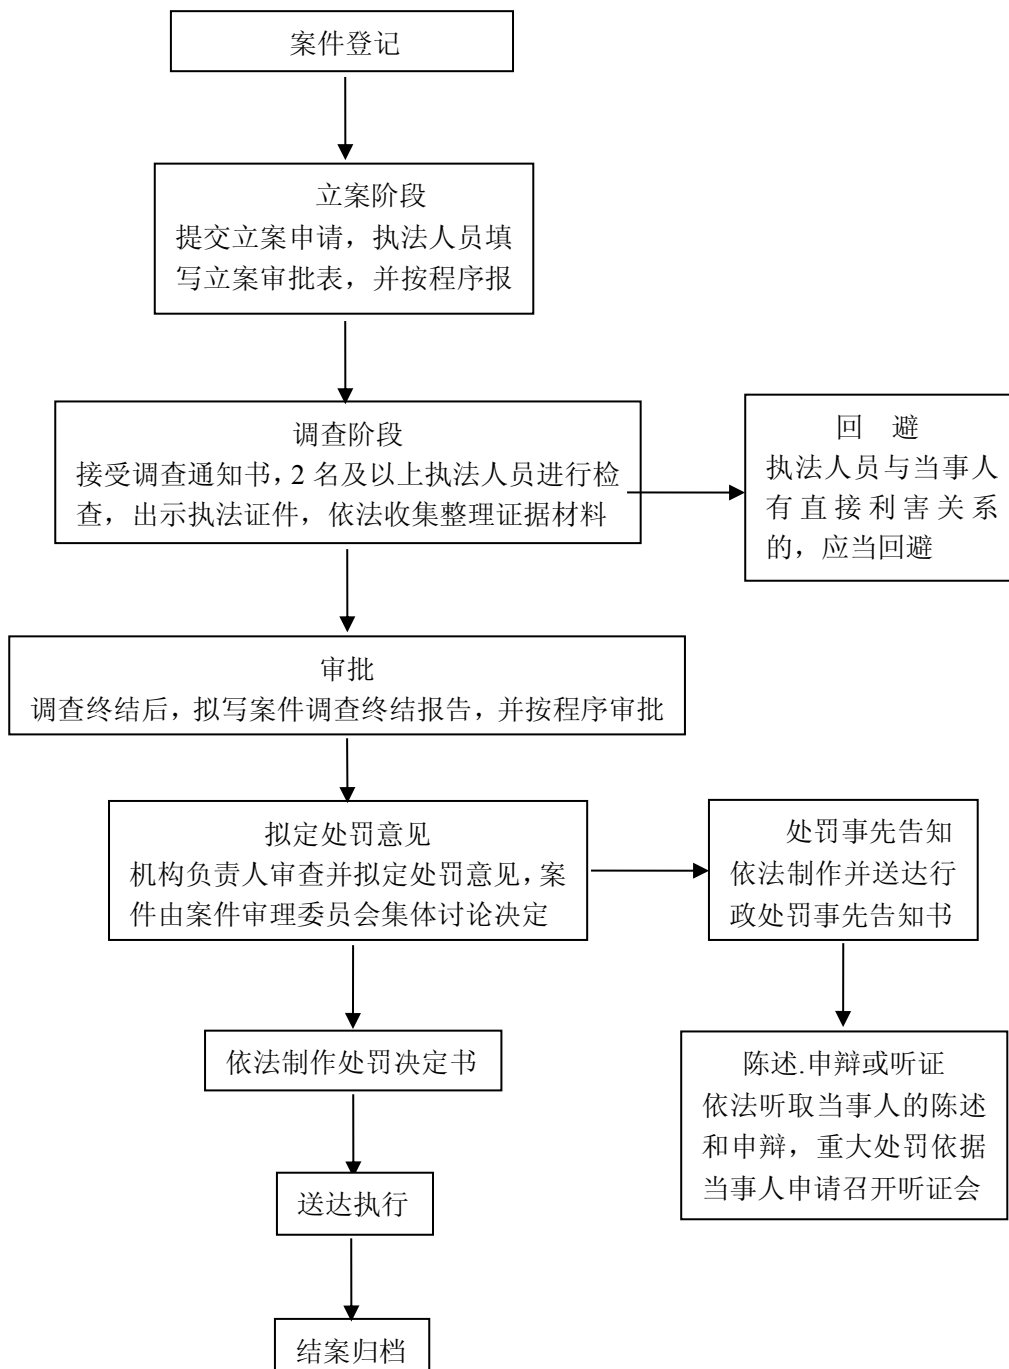 案件登记
立案阶段
提交立案申请，执法人员填
写立案审批表，并按程序报
调查阶段
接受调查通知书，2 名及以上执法人员进行检
查，出示执法证件，依法收集整理证据材料
回　避
执法人员与当事人
有直接利害关系
的，应当回避
审批
调查终结后，拟写案件调查终结报告，并按程序审批
拟定处罚意见
机构负责人审查并拟定处罚意见，案
件由案件审理委员会集体讨论决定
处罚事先告知
依法制作并送达行
政处罚事先告知书
依法制作处罚决定书
陈述.申辩或听证
依法听取当事人的陈述
和申辩，重大处罚依据
当事人申请召开听证会
送达执行
结案归档